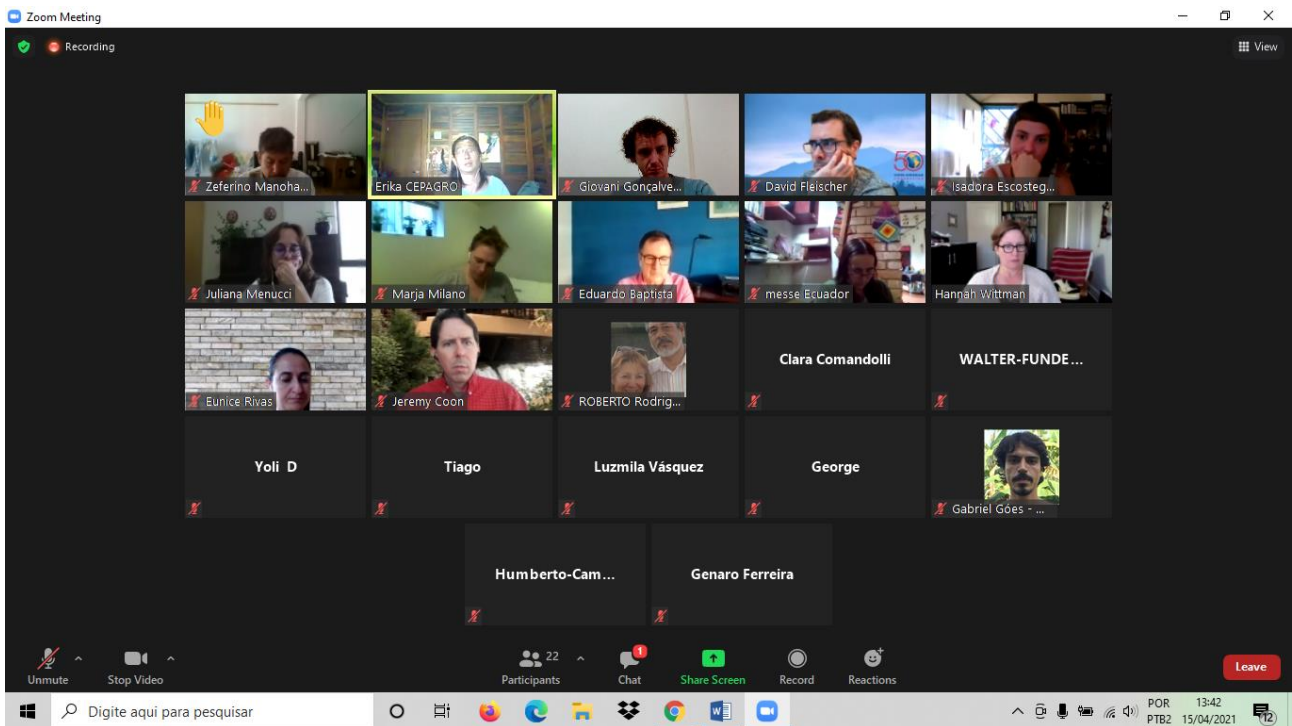 Zoom Meeting
Recording
View
Zeferino Manoha...
Erika CEPAGRO
Giovani Gonçalve...
David Fleischer
50
Isadora Escosteg...
Juliana Menucci
Marja Milano
Eduardo Baptista
messe Ecuador
Hannah Wittman
Eunice Rivas
Jeremy Coon
ROBERTO Rodrig...
Clara Comandolli
WALTER-FUNDE...
Yoli D
Tiago
Luzmila Vásquez
George
Gabriel Góes - ...
Humberto-Cam...
Genaro Ferreira
Unmute
Stop Video
22
Participants
1
Chat
Share Screen
Record
Reactions
Leave
Digite aqui para pesquisar
POR
PTB2
13:42
15/04/2021
12